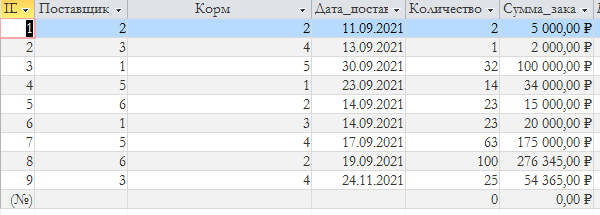 ID Поставщик Корм Дата_постав Количество Сумма_зака
1 2 2 11.09.2021 2 5 000,00 ₽
2 3 4 13.09.2021 1 2 000,00 ₽
3 1 5 30.09.2021 32 100 000,00 ₽
4 5 1 23.09.2021 14 34 000,00 ₽
5 6 2 14.09.2021 23 15 000,00 ₽
6 1 3 14.09.2021 23 20 000,00 ₽
7 5 4 17.09.2021 63 175 000,00 ₽
8 6 2 19.09.2021 100 276 345,00 ₽
9 3 4 24.11.2021 25 54 365,00 ₽
(№) 0 0,00 ₽